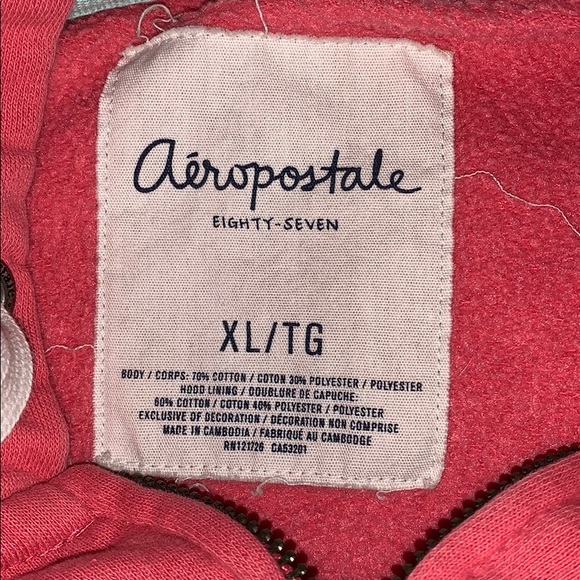 aéropostale
EIGHTY-SEVEN
XL/TG
BODY / CORPS: 70% COTTON / COTON 30% POLYESTER / POLYESTER
HOOD LINING / DOUBLURE DE CAPUCHE:
60% COTTON / COTON 40% POLYESTER / POLYESTER
EXCLUSIVE OF DECORATION / DÉCORATION NON COMPRISE
MADE IN CAMBODIA / FABRIQUÉ AU CAMBODGE
RN121726 CA53201